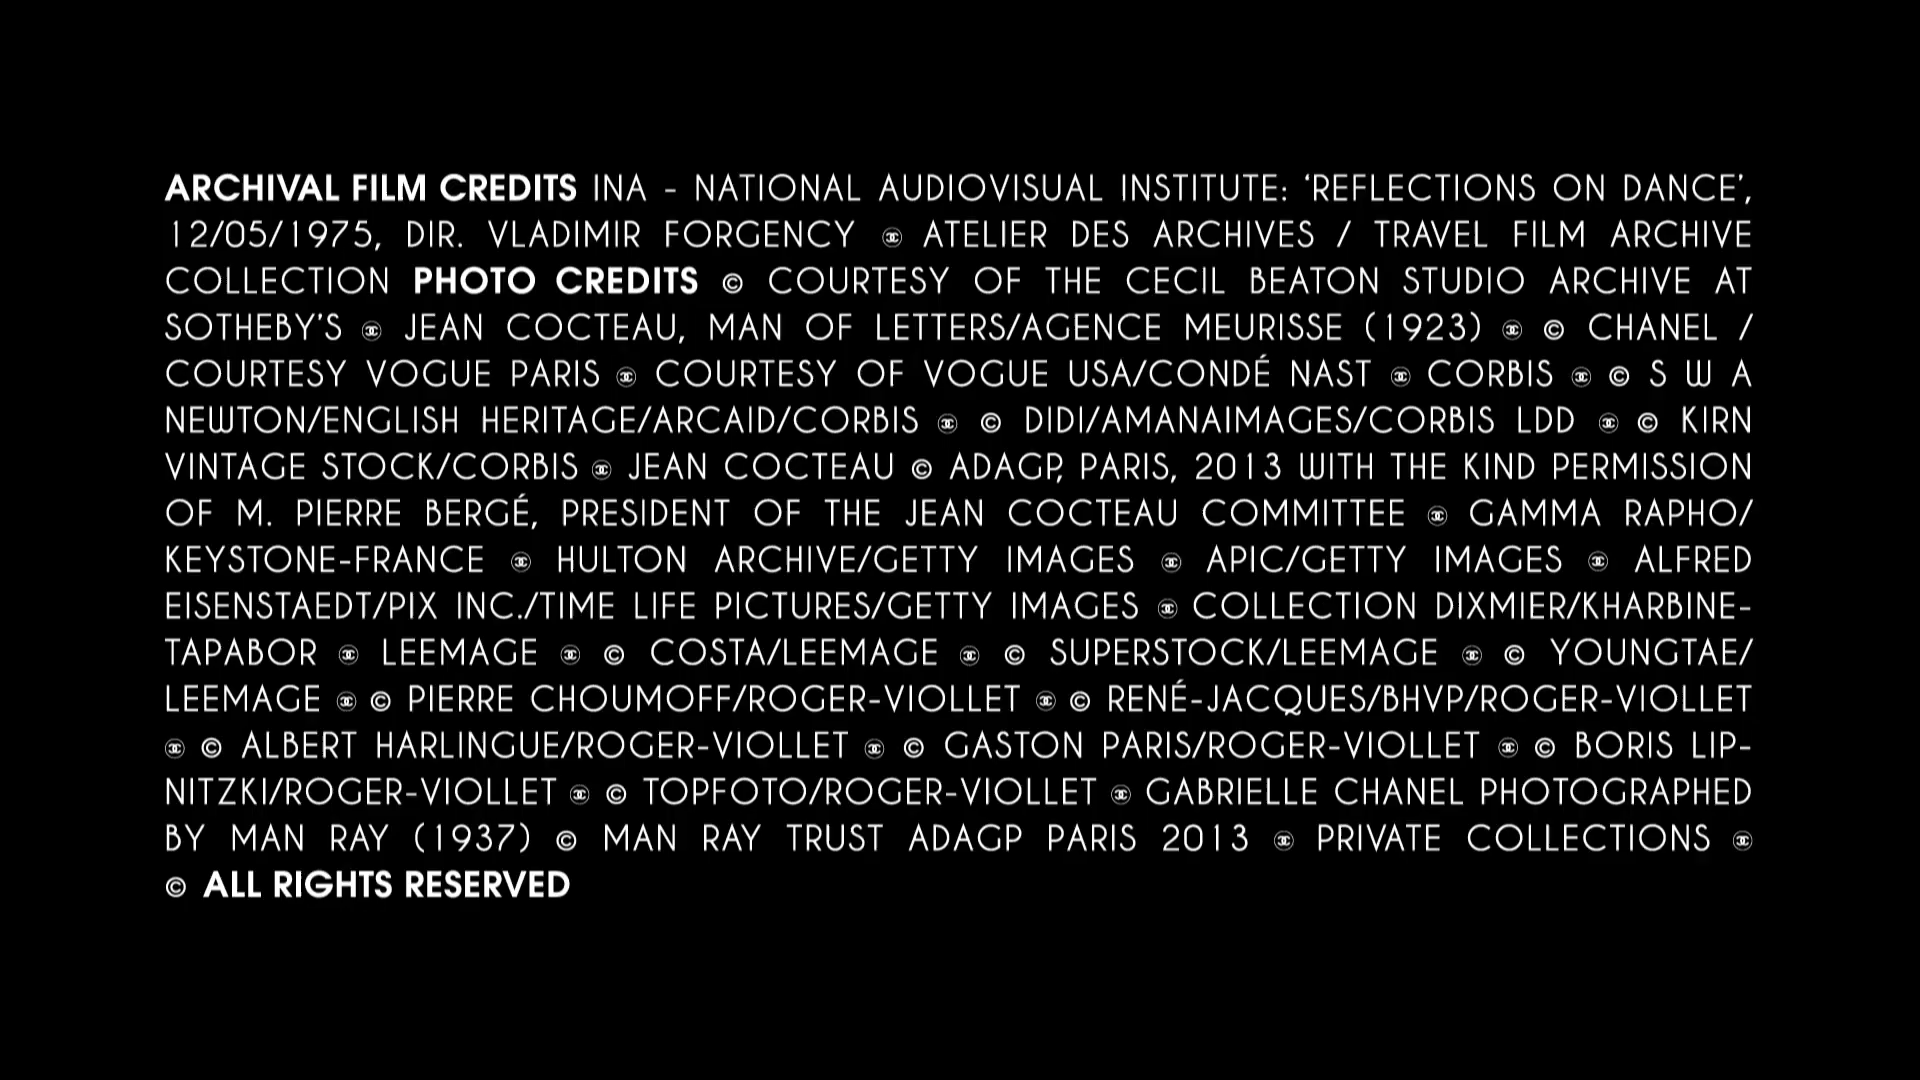 ARCHIVAL FILM CREDITS INA - NATIONAL AUDIOVISUAL INSTITUTE: ‘REFLECTIONS ON DANCE’,
12/05/1975, DIR. VLADIMIR FORGENCY ATELIER DES ARCHIVES / TRAVEL FILM ARCHIVE
COLLECTION PHOTO CREDITS © COURTESY OF THE CECIL BEATON STUDIO ARCHIVE AT
SOTHEBY’S JEAN COCTEAU, MAN OF LETTERS/AGENCE MEURISSE (1923) © CHANEL /
COURTESY VOGUE PARIS COURTESY OF VOGUE USA/CONDÉ NAST CORBIS © S W A
NEWTON/ENGLISH HERITAGE/ARCAID/CORBIS © DIDI/AMANAIMAGES/CORBIS LDD © KIRN
VINTAGE STOCK/CORBIS JEAN COCTEAU © ADAGP, PARIS, 2013 WITH THE KIND PERMISSION
OF M. PIERRE BERGÉ, PRESIDENT OF THE JEAN COCTEAU COMMITTEE GAMMA RAPHO/
KEYSTONE-FRANCE HULTON ARCHIVE/GETTY IMAGES APIC/GETTY IMAGES ALFRED
EISENSTAEDT/PIX INC./TIME LIFE PICTURES/GETTY IMAGES COLLECTION DIXMIER/KHARBINE-
TAPABOR LEEMAGE © COSTA/LEEMAGE © SUPERSTOCK/LEEMAGE © YOUNGTAE/
LEEMAGE © PIERRE CHOUMOFF/ROGER-VIOLLET © RENÉ-JACQUES/BHVP/ROGER-VIOLLET
© ALBERT HARLINGUE/ROGER-VIOLLET © GASTON PARIS/ROGER-VIOLLET © BORIS LIP-
NITZKI/ROGER-VIOLLET © TOPFOTO/ROGER-VIOLLET GABRIELLE CHANEL PHOTOGRAPHED
BY MAN RAY (1937) © MAN RAY TRUST ADAGP PARIS 2013 PRIVATE COLLECTIONS
© ALL RIGHTS RESERVED